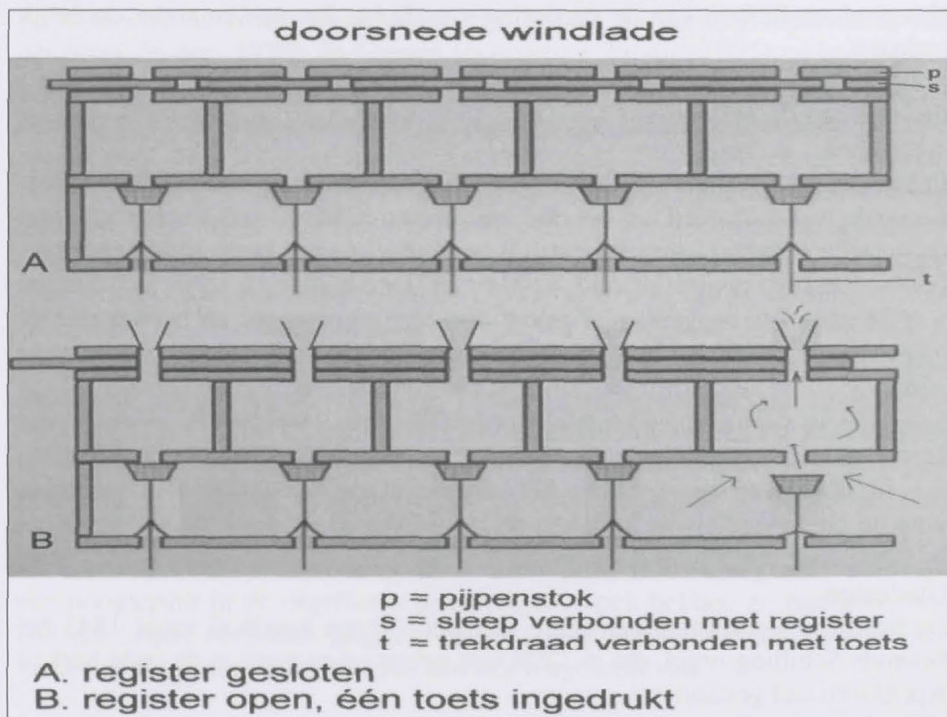 doorsnede windlade
p
s
A
t
B
p = pijpenstok
s = sleep verbonden met register
t = trekdraad verbonden met toets
A. register gesloten
B. register open, één toets ingedrukt